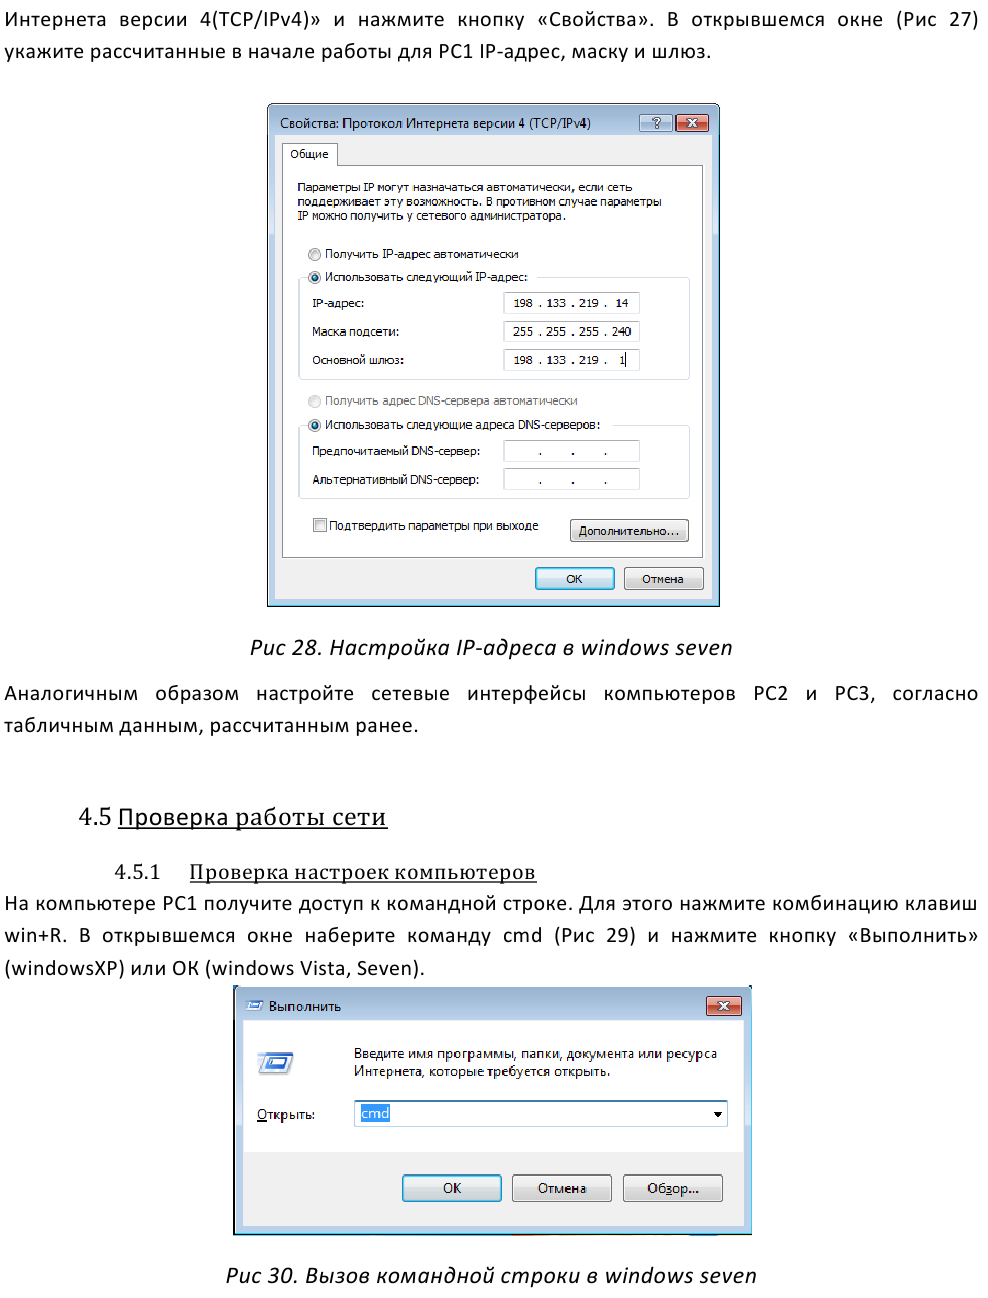 Интернета версии 4(TCP/IPv4)» и нажмите кнопку «Свойства». В открывшемся окне (Рис 27)
укажите рассчитанные в начале работы для PC1 IP-адрес, маску и шлюз.
Свойства: Протокол Интернета версии 4 (TCP/IPv4)
Общие
Параметры IP могут назначаться автоматически, если сеть
поддерживает эту возможность. В противном случае параметры
IP можно получить у сетевого администратора.
Получить IP-адрес автоматически
Использовать следующий IP-адрес:
IP-адрес: 198 . 133 . 219 . 14
Маска подсети: 255 . 255 . 255 . 240
Основной шлюз: 198 . 133 . 219 . 1
Получить адрес DNS-сервера автоматически
Использовать следующие адреса DNS-серверов:
Предпочитаемый DNS-сервер: . . .
Альтернативный DNS-сервер: . . .
Подтвердить параметры при выходе
Дополнительно...
ОК Отмена
Рис 28. Настройка IP-адреса в windows seven
Аналогичным образом настройте сетевые интерфейсы компьютеров PC2 и PC3, согласно
табличным данным, рассчитанным ранее.
4.5 Проверка работы сети
4.5.1 Проверка настроек компьютеров
На компьютере PC1 получите доступ к командной строке. Для этого нажмите комбинацию клавиш
win+R. В открывшемся окне наберите команду cmd (Рис 29) и нажмите кнопку «Выполнить»
(windowsXP) или ОК (windows Vista, Seven).
Выполнить
Введите имя программы, папки, документа или ресурса
Интернета, которые требуется открыть.
Открыть: cmd
ОК Отмена Обзор...
Рис 30. Вызов командной строки в windows seven